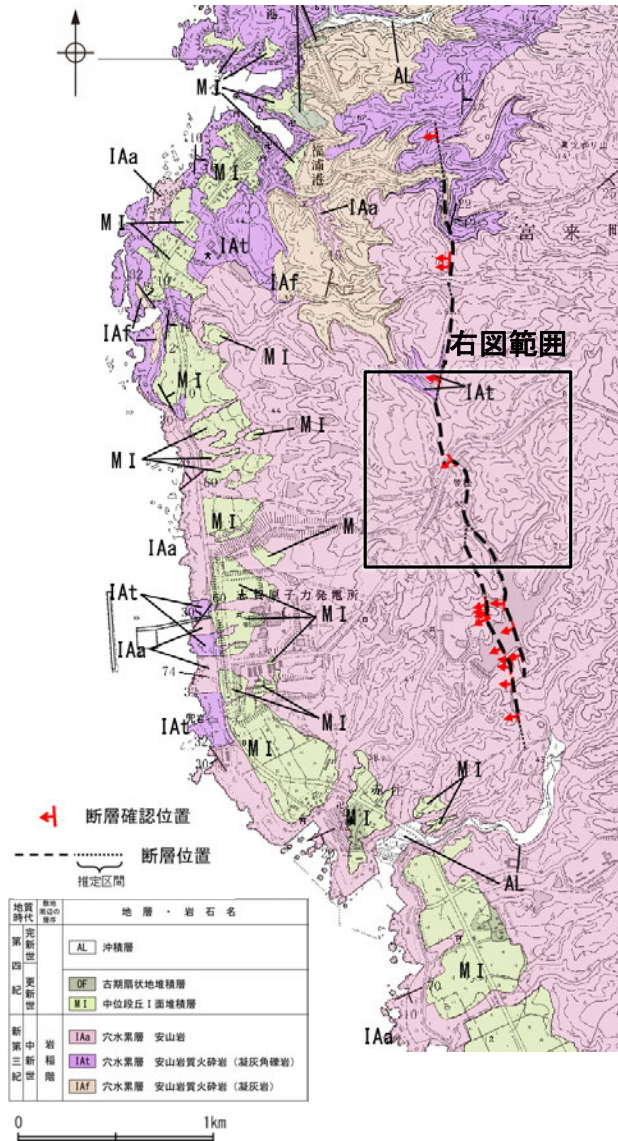 港
AL
M I
IAa
M I
M I
福浦港
IAa
IAt
富来町
IAf
IAf
M I
M I
右図範囲
IAt
M I
M I
M I
M
IAa
IAt
原子力発電所
M I
IAa
74
M I
IAt
M I
M I
M I
AL
M I
IAa
断層確認位置
断層位置
推定区間
地質時代
敷地周辺の層序
地層・岩石名
第四紀
完新世
更新世
新第三紀
中新世
岩稲階
AL 沖積層
OF 古期扇状地堆積層
M I 中位段丘Ⅰ面堆積層
IAa 穴水累層 安山岩
IAt 穴水累層 安山岩質火砕岩（凝灰角礫岩）
IAf 穴水累層 安山岩質火砕岩（凝灰岩）
0 1km